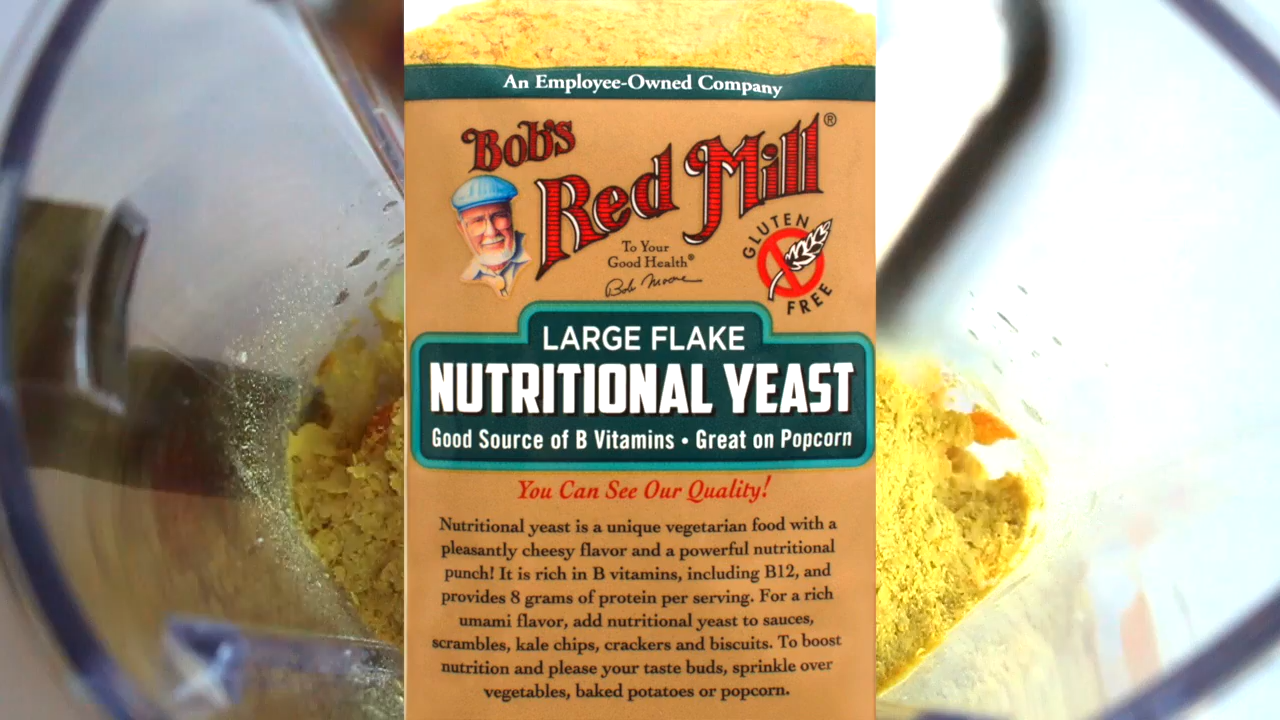 An Employee-Owned Company
Bob's
Red Mill®
To Your
Good Health®
Bob Moore
GLUTEN
FREE
LARGE FLAKE
NUTRITIONAL YEAST
Good Source of B Vitamins • Great on Popcorn
You Can See Our Quality!
Nutritional yeast is a unique vegetarian food with a
pleasantly cheesy flavor and a powerful nutritional
punch! It is rich in B vitamins, including B12, and
provides 8 grams of protein per serving. For a rich
umami flavor, add nutritional yeast to sauces,
scrambles, kale chips, crackers and biscuits. To boost
nutrition and please your taste buds, sprinkle over
vegetables, baked potatoes or popcorn.